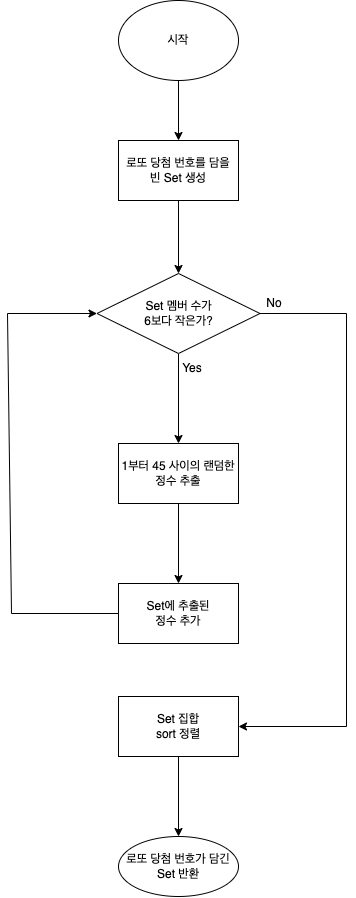 시작
로또 당첨 번호를 담을
빈 Set 생성
Set 멤버 수가
6보다 작은가?
No
Yes
1부터 45 사이의 랜덤한
정수 추출
Set에 추출된
정수 추가
Set 집합
sort 정렬
로또 당첨 번호가 담긴
Set 반환